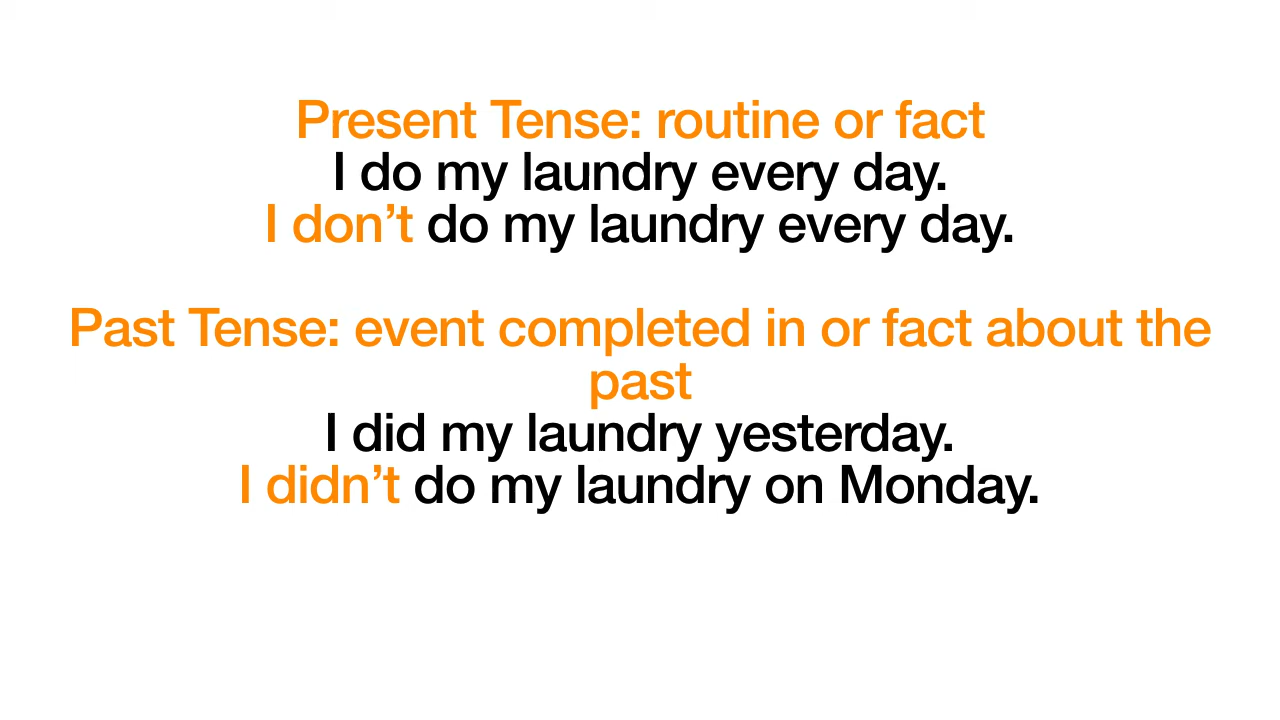 Present Tense: routine or fact
I do my laundry every day.
I don’t do my laundry every day.
Past Tense: event completed in or fact about the
past
I did my laundry yesterday.
I didn’t do my laundry on Monday.